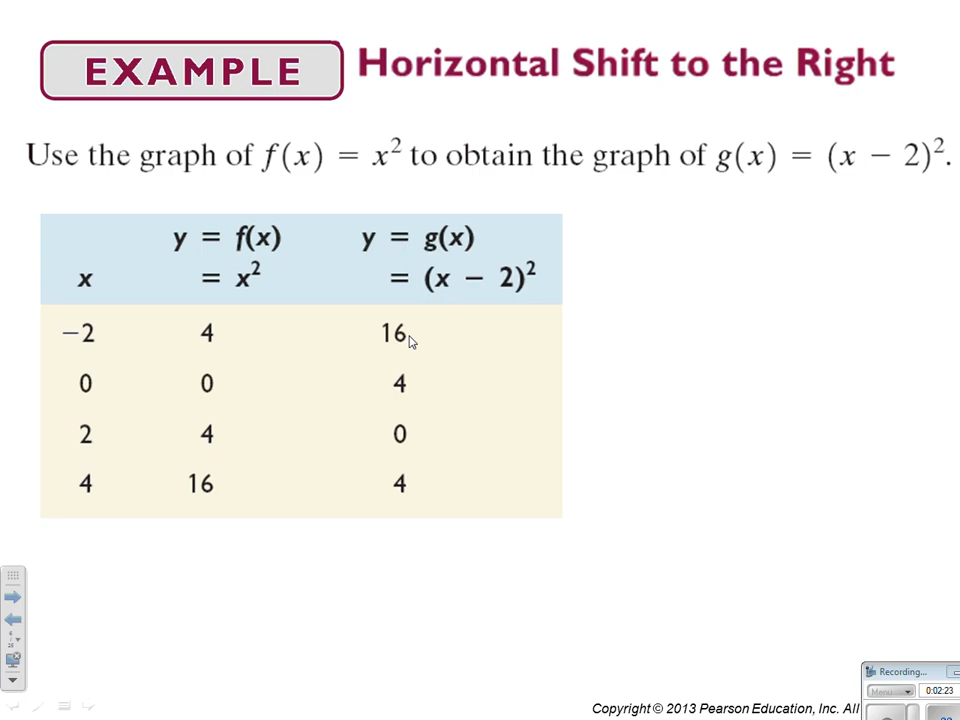 EXAMPLE Horizontal Shift to the Right
Use the graph of f(x) = x² to obtain the graph of g(x) = (x − 2)².
y = f(x) y = g(x)
x = x² = (x − 2)²
−2 4 16
0 0 4
2 4 0
4 16 4
Recording...
Menu 0:02:23
Copyright © 2013 Pearson Education, Inc. All